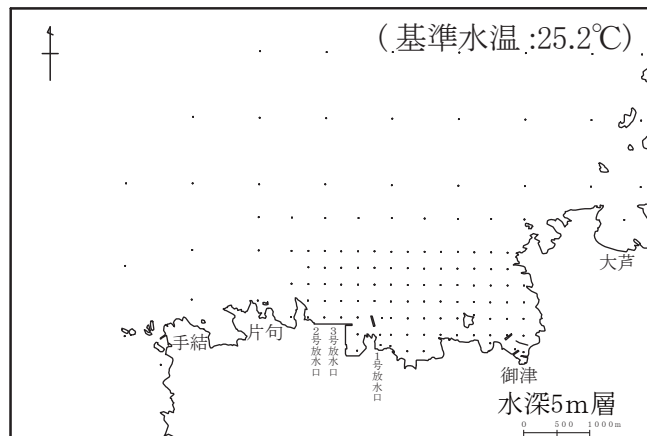 (基準水温:25.2℃)
大芦
手結
片句
2号放水口
3号放水口
1号放水口
御津
水深5m層
0 500 1000m